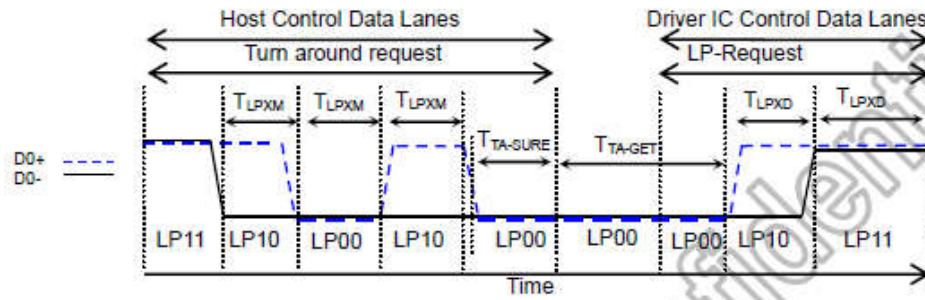 Host Control Data Lanes
Driver IC Control Data Lanes
Turn around request
LP-Request
TLPXM
TLPXM
TLPXM
TLPXD
TLPXD
TTA-SURE
TTA-GET
D0+
D0-
LP11
LP10
LP00
LP10
LP00
LP00
LP00
LP10
LP11
Time
fidenti